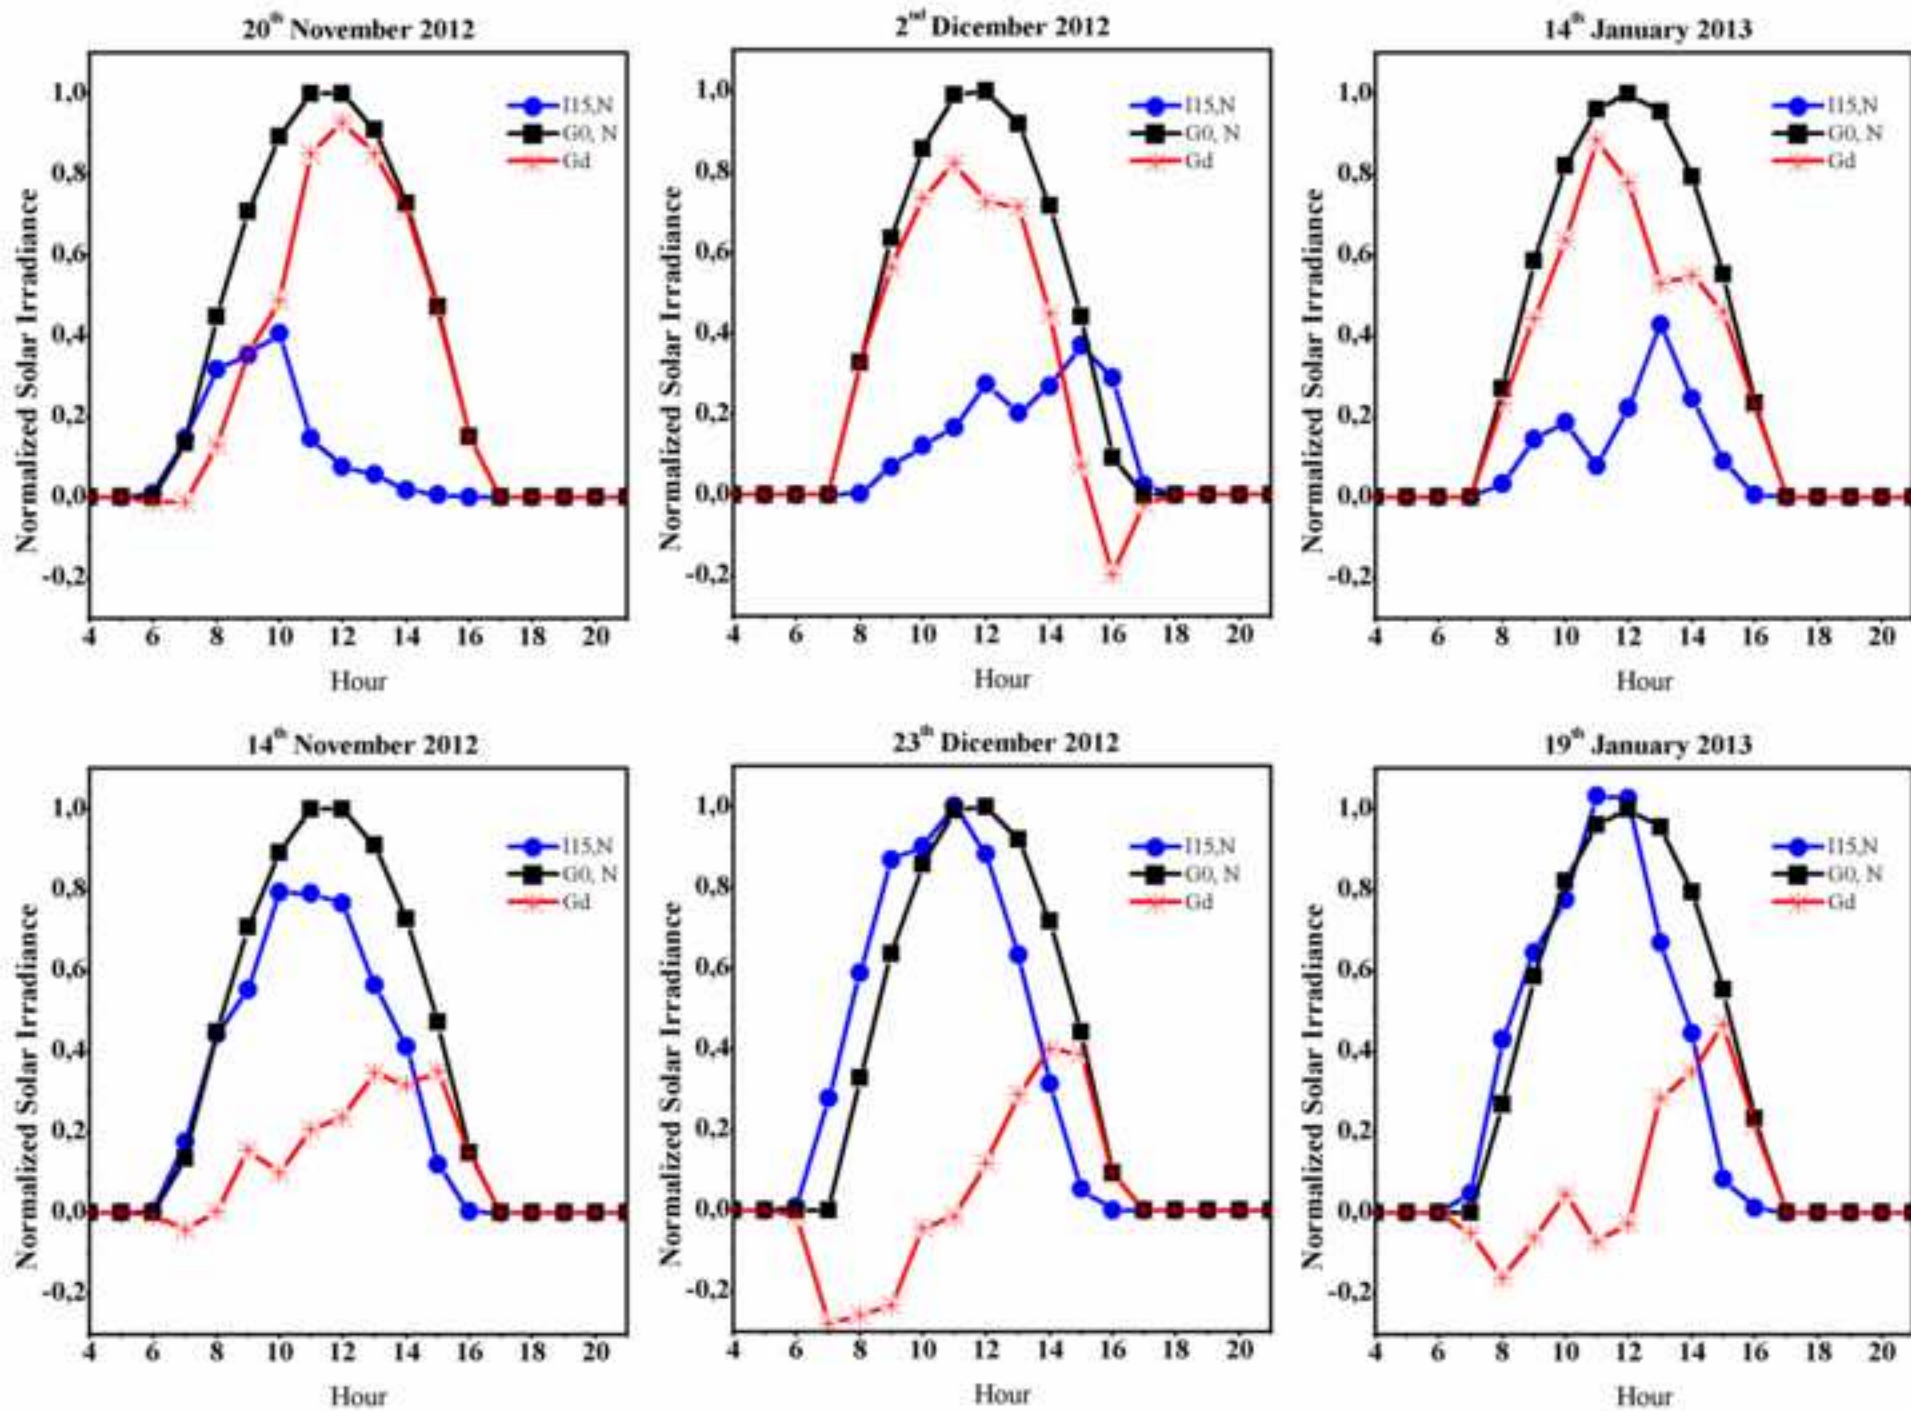 20th November 2012
1,0
0,8
0,6
0,4
0,2
0,0
-0,2
Normalized Solar Irradiance
I15,N
G0, N
Gd
4 6 8 10 12 14 16 18 20
Hour
2nd Dicember 2012
1,0
0,8
0,6
0,4
0,2
0,0
-0,2
Normalized Solar Irradiance
I15,N
G0, N
Gd
4 6 8 10 12 14 16 18 20
Hour
14th January 2013
1,0
0,8
0,6
0,4
0,2
0,0
-0,2
Normalized Solar Irradiance
I15,N
G0, N
Gd
4 6 8 10 12 14 16 18 20
Hour
14th November 2012
1,0
0,8
0,6
0,4
0,2
0,0
-0,2
Normalized Solar Irradiance
I15,N
G0, N
Gd
4 6 8 10 12 14 16 18 20
Hour
23th Dicember 2012
1,0
0,8
0,6
0,4
0,2
0,0
-0,2
Normalized Solar Irradiance
I15,N
G0, N
Gd
4 6 8 10 12 14 16 18 20
Hour
19th January 2013
1,0
0,8
0,6
0,4
0,2
0,0
-0,2
Normalized Solar Irradiance
I15,N
G0, N
Gd
4 6 8 10 12 14 16 18 20
Hour